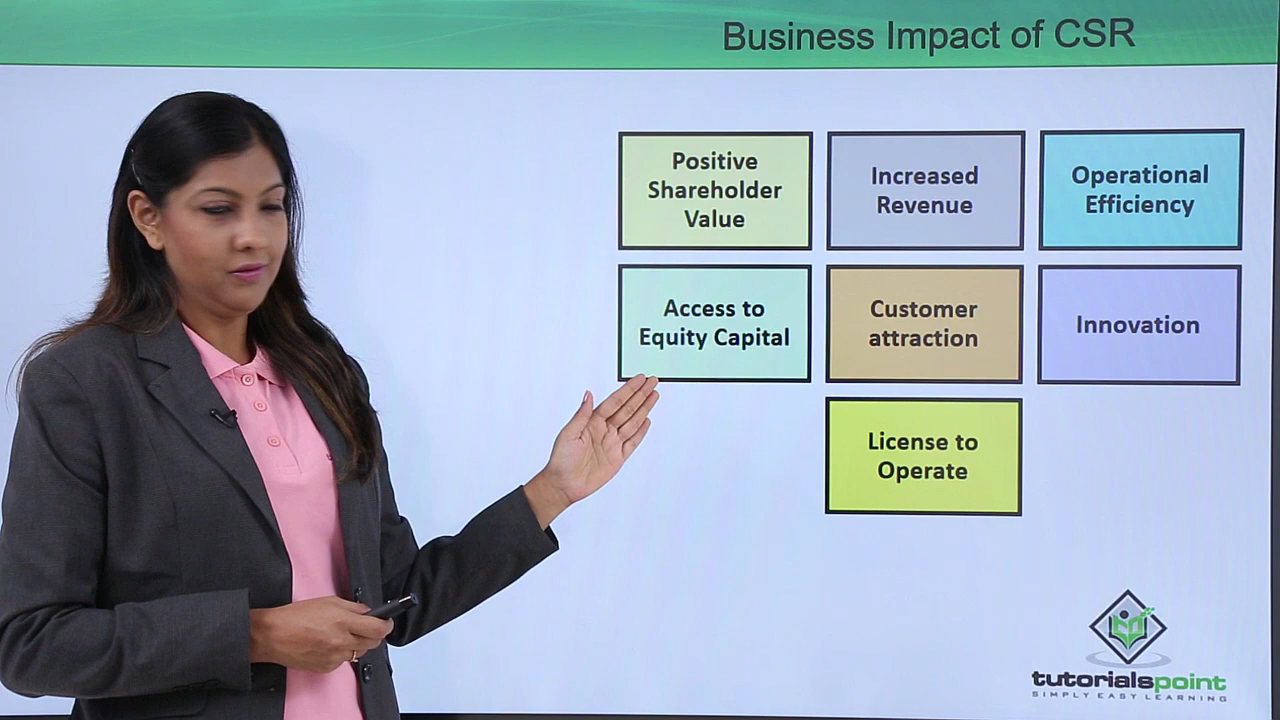 Business Impact of CSR
Positive
Shareholder
Value
Increased
Revenue
Operational
Efficiency
Access to
Equity Capital
Customer
attraction
Innovation
License to
Operate
tutorialspoint
SIMPLY EASY LEARNING